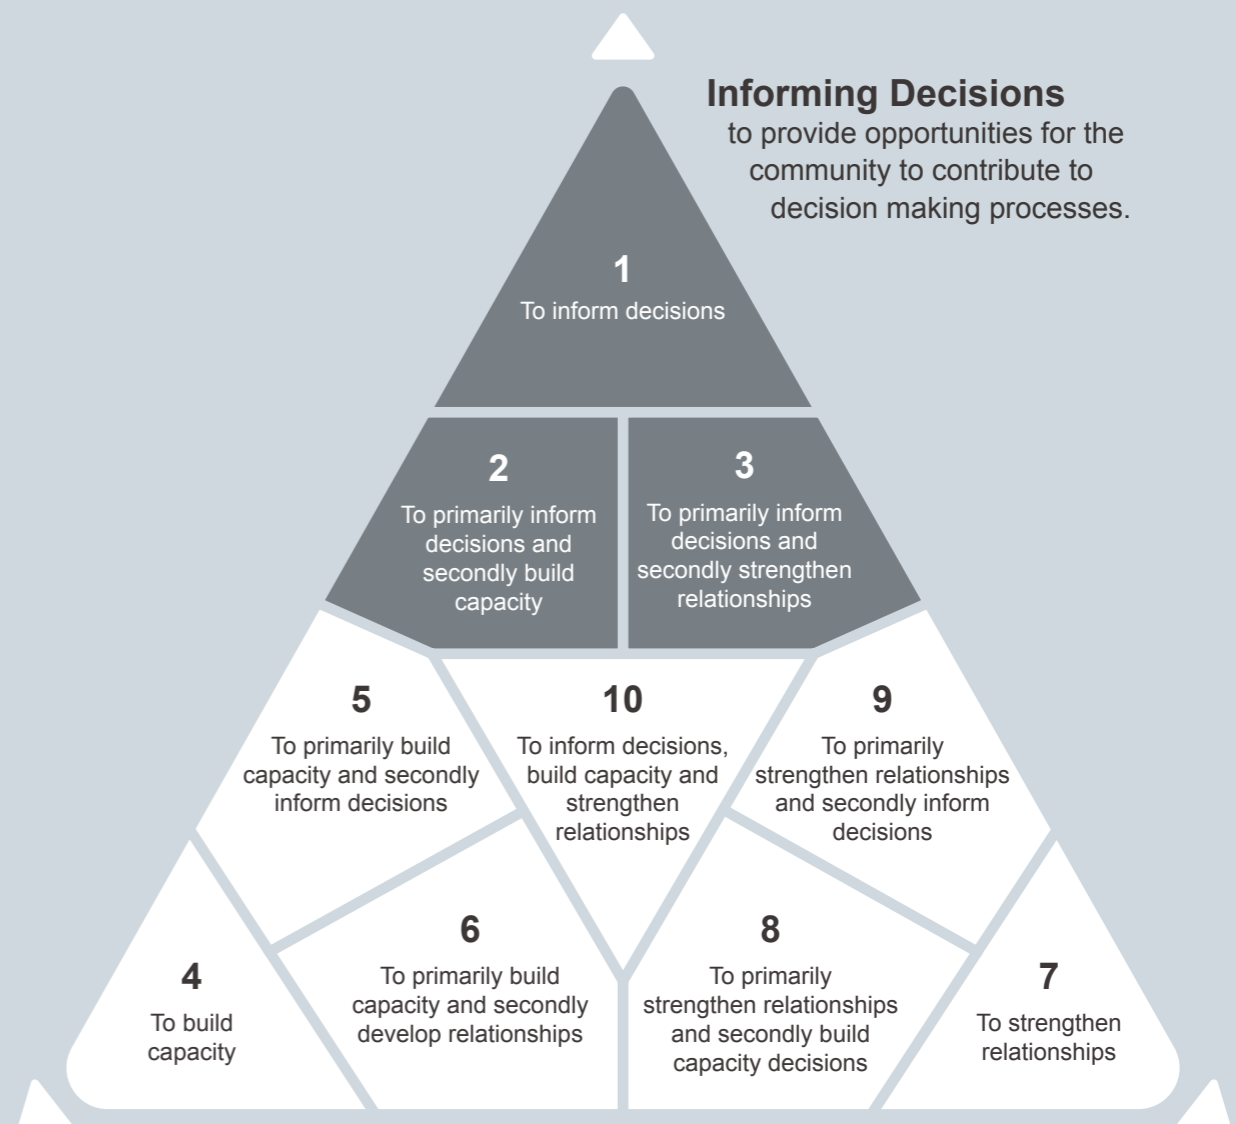 Informing Decisions
to provide opportunities for the
community to contribute to
decision making processes.
1
To inform decisions
2
To primarily inform
decisions and
secondly build
capacity
3
To primarily inform
decisions and
secondly strengthen
relationships
5
To primarily build
capacity and secondly
inform decisions
10
To inform decisions,
build capacity and
strengthen
relationships
9
To primarily
strengthen relationships
and secondly inform
decisions
4
To build
capacity
6
To primarily build
capacity and secondly
develop relationships
8
To primarily
strengthen relationships
and secondly build
capacity decisions
7
To strengthen
relationships